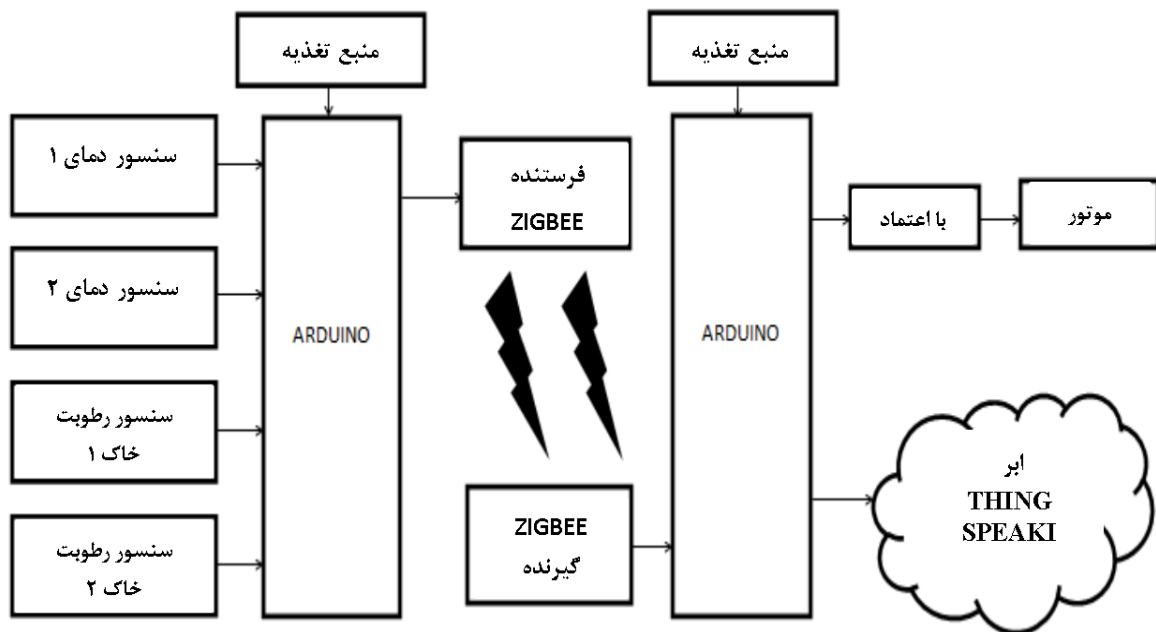 منبع تغذیه
منبع تغذیه
سنسور دمای ۱
سنسور دمای ۲
سنسور رطوبت
خاک ۱
سنسور رطوبت
خاک ۲
ARDUINO
فرستنده
ZIGBEE
ZIGBEE
گیرنده
ARDUINO
با اعتماد
موتور
ابر
THING
SPEAKI